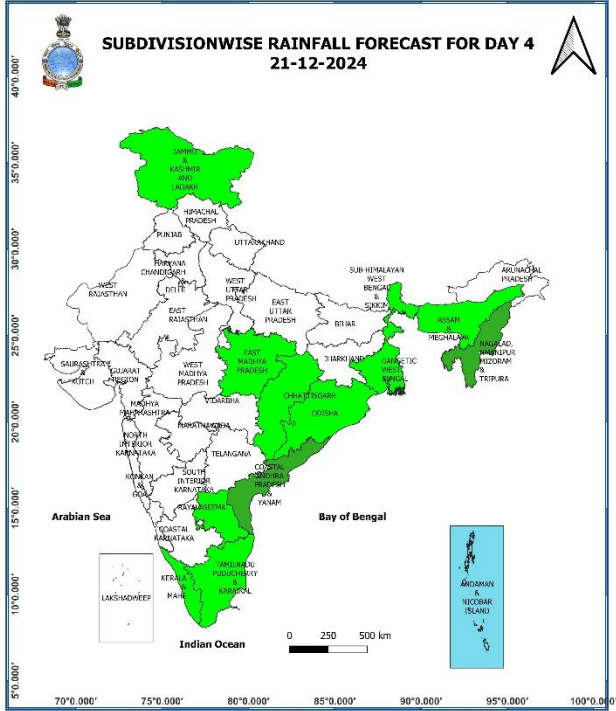 SUBDIVISIONWISE RAINFALL FORECAST FOR DAY 4
21-12-2024
40°0.000'
35°0.000'
30°0.000'
25°0.000'
20°0.000'
15°0.000'
10°0.000'
5°0.000'
JAMMU
&
KASHMIR
AND
LADAKH
HIMACHAL
PRADESH
PUNJAB
UTTARAKHAND
HARYANA
CHANDIGARH
&
DELHI
WEST
RAJASTHAN
WEST
UTTAR
PRADESH
EAST
UTTAR
PRADESH
EAST
RAJASTHAN
SUB-HIMALAYAN
WEST
BENGAL
&
SIKKIM
ARUNACHAL
PRADESH
ASSAM
&
MEGHALAYA
NAGALAD,
MANIPUR
MIZORAM
&
TRIPURA
BIHAR
JHARKHAND
GANGETIC
WEST
BENGAL
SAURASHTRA
&
KUTCH
GUJARAT
REGION
WEST
MADHYA
PRADESH
EAST
MADHYA
PRADESH
CHHATTISGARH
ODISHA
VIDARBHA
MADHYA
MAHARASHTRA
MARATHAWADA
TELANGANA
NORTH
INTERIOR
KARNATAKA
KONKAN
&
GOA
SOUTH
INTERIOR
KARNATAKA
COASTAL
ANDHRA
PRADESH
&
YANAM
RAYALASEEMA
COASTAL
KARNATAKA
TAMILNADU
PUDUCHERRY
&
KARAIKAL
KERALA
&
MAHE
LAKSHADWEEP
ANDAMAN
&
NICOBAR
ISLAND
Arabian Sea
Bay of Bengal
Indian Ocean
0 250 500 km
70°0.000' 75°0.000' 80°0.000' 85°0.000' 90°0.000' 95°0.000' 100°0.000'